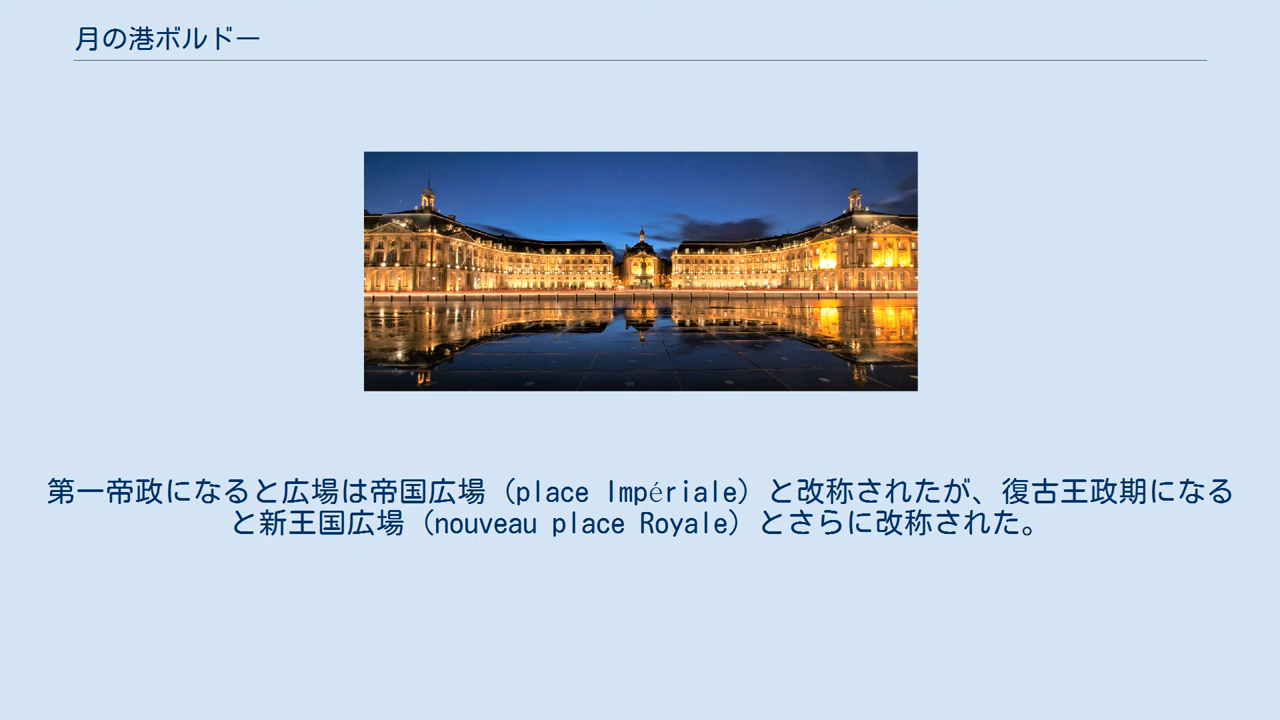 月の港ボルドー
第一帝政になると広場は帝国広場（place Impériale）と改称されたが、復古王政期になる
と新王国広場（nouveau place Royale）とさらに改称された。